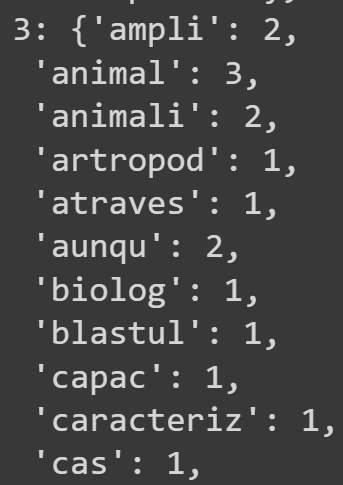 3: {'ampli': 2,
'animal': 3,
'animali': 2,
'artropod': 1,
'atraves': 1,
'aunqu': 2,
'biolog': 1,
'blastul': 1,
'capac': 1,
'caracteriz': 1,
'cas': 1,